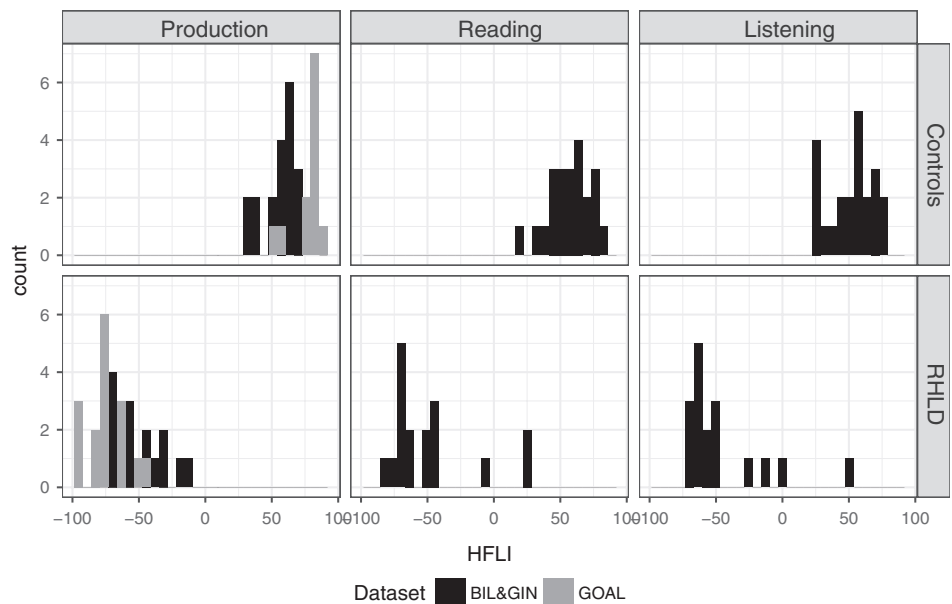 Production Reading Listening
6
4
2
0
Controls
count
6
4
2
0
RHLD
−100 −50 0 50 100 −100 −50 0 50 100 −100 −50 0 50 100
HFLI
Dataset BIL&GIN GOAL